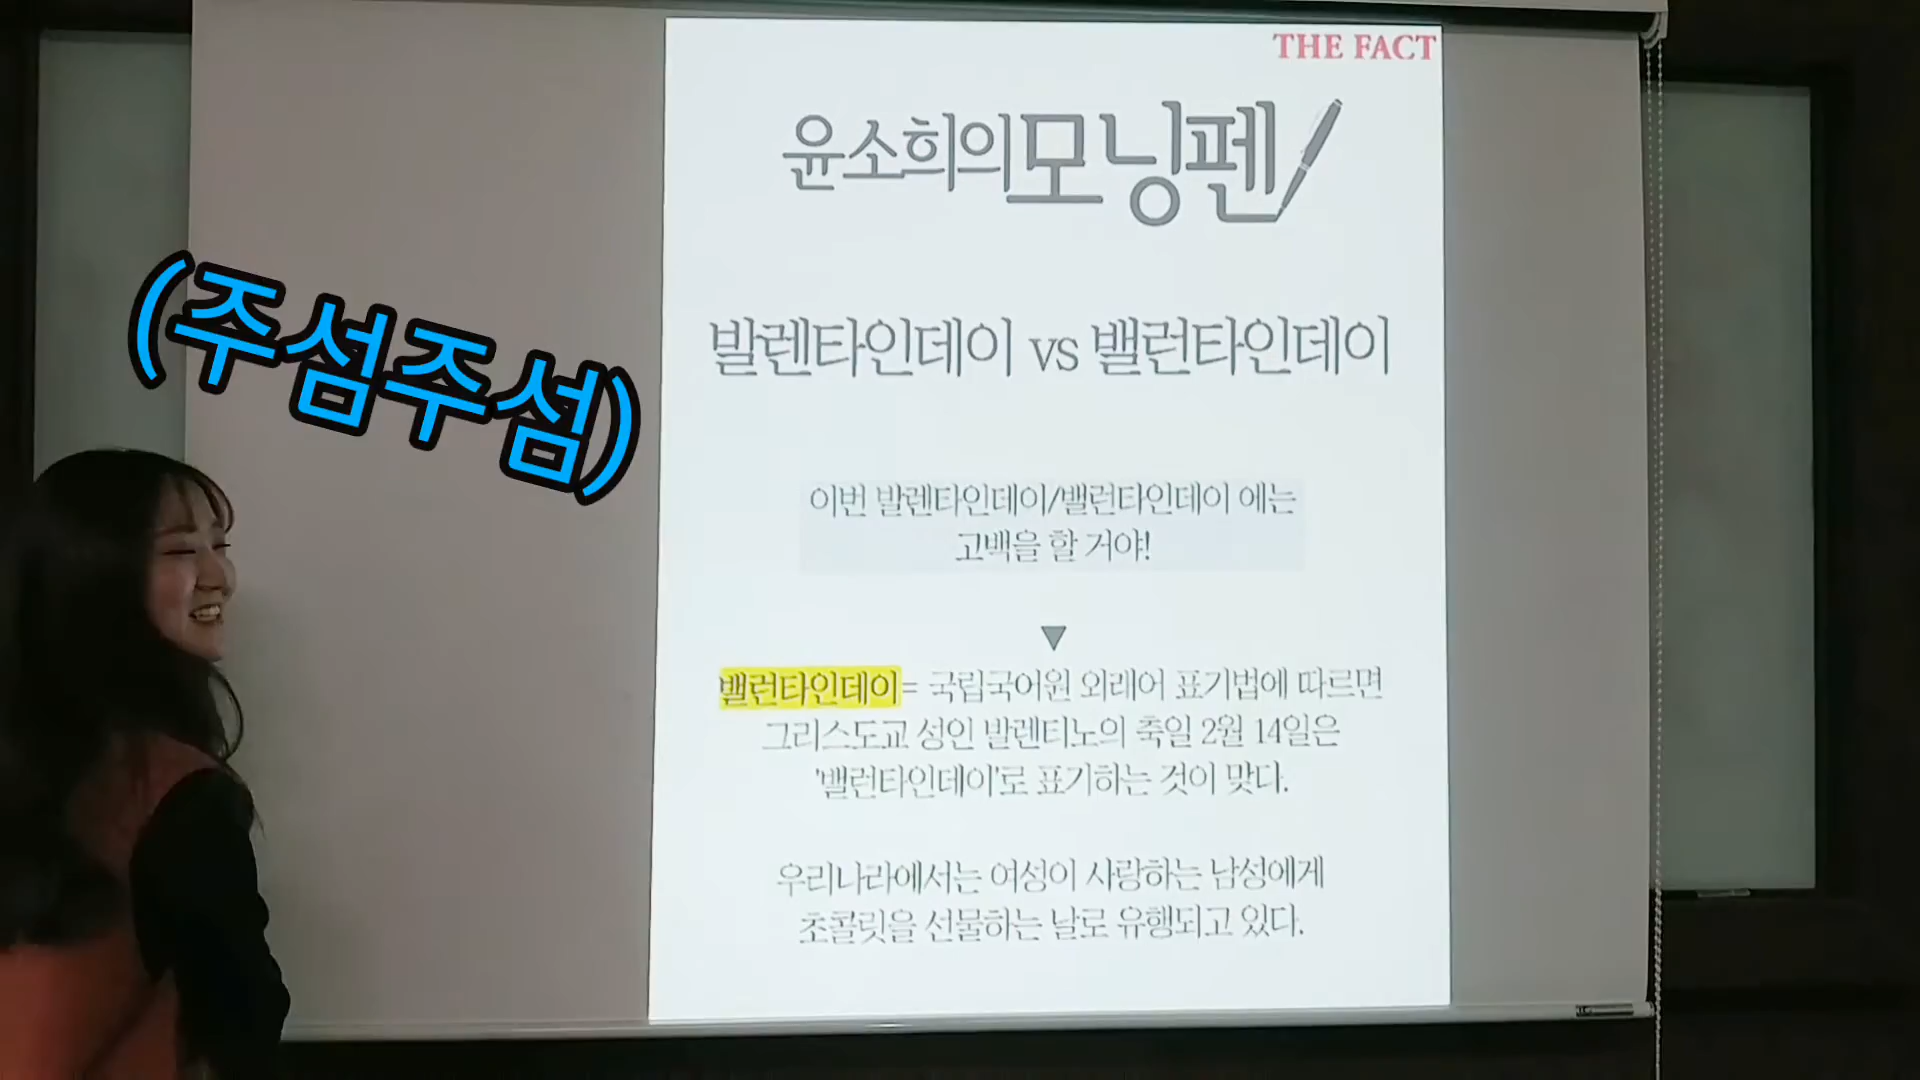 THE FACT
윤소희의 모닝펜
발렌타인데이 vs 밸런타인데이
(주섬주섬)
이번 발렌타인데이/밸런타인데이 에는
고백을 할 거야!
밸런타인데이= 국립국어원 외래어 표기법에 따르면
그리스도교 성인 발렌티노의 축일 2월 14일은
'밸런타인데이'로 표기하는 것이 맞다.
우리나라에서는 여성이 사랑하는 남성에게
초콜릿을 선물하는 날로 유행되고 있다.